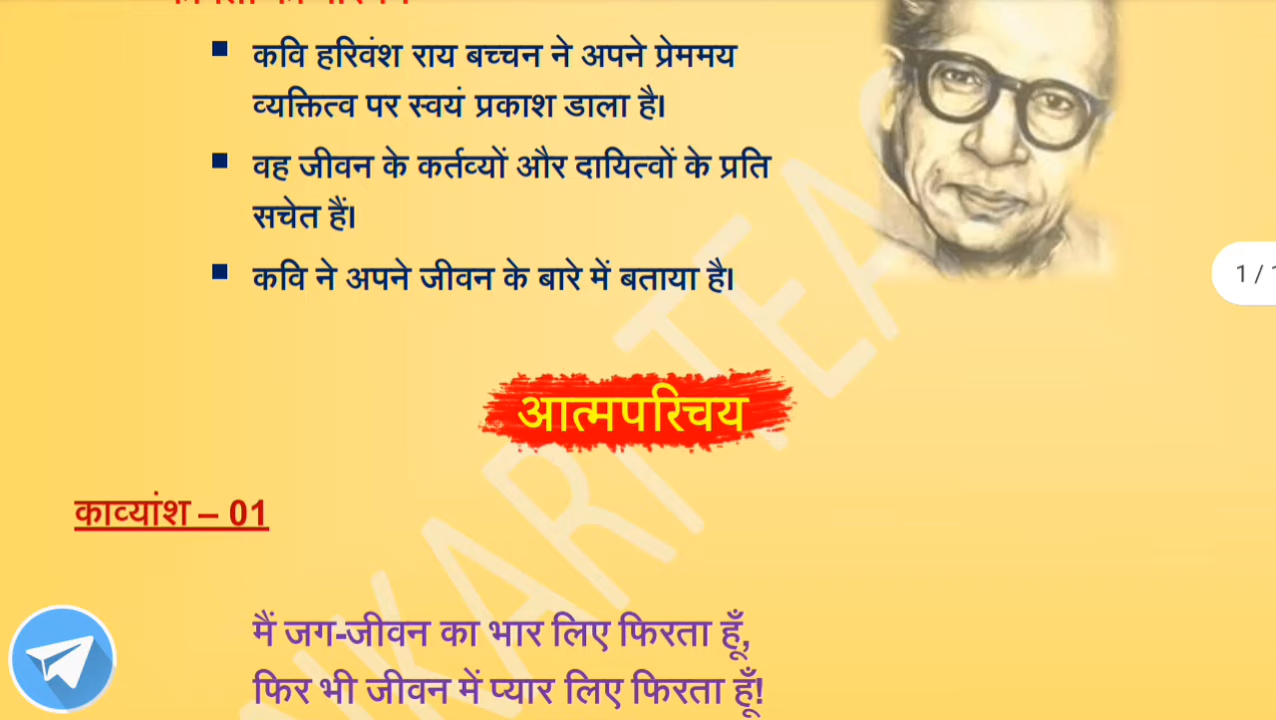 कवि हरिवंश राय बच्चन ने अपने प्रेममय
व्यक्तित्व पर स्वयं प्रकाश डाला है।
वह जीवन के कर्तव्यों और दायित्वों के प्रति
सचेत हैं।
कवि ने अपने जीवन के बारे में बताया है।
1 / 1
आत्मपरिचय
काव्यांश – 01
मैं जग-जीवन का भार लिए फिरता हूँ,
फिर भी जीवन में प्यार लिए फिरता हूँ!